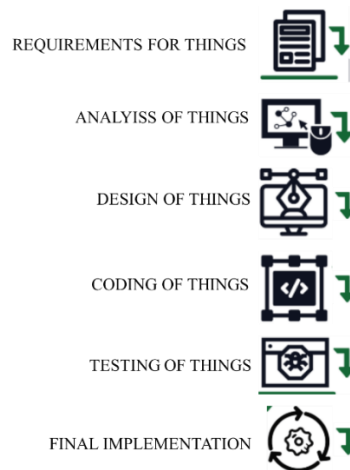 REQUIREMENTS FOR THINGS
ANALYISS OF THINGS
DESIGN OF THINGS
CODING OF THINGS
</>
TESTING OF THINGS
FINAL IMPLEMENTATION